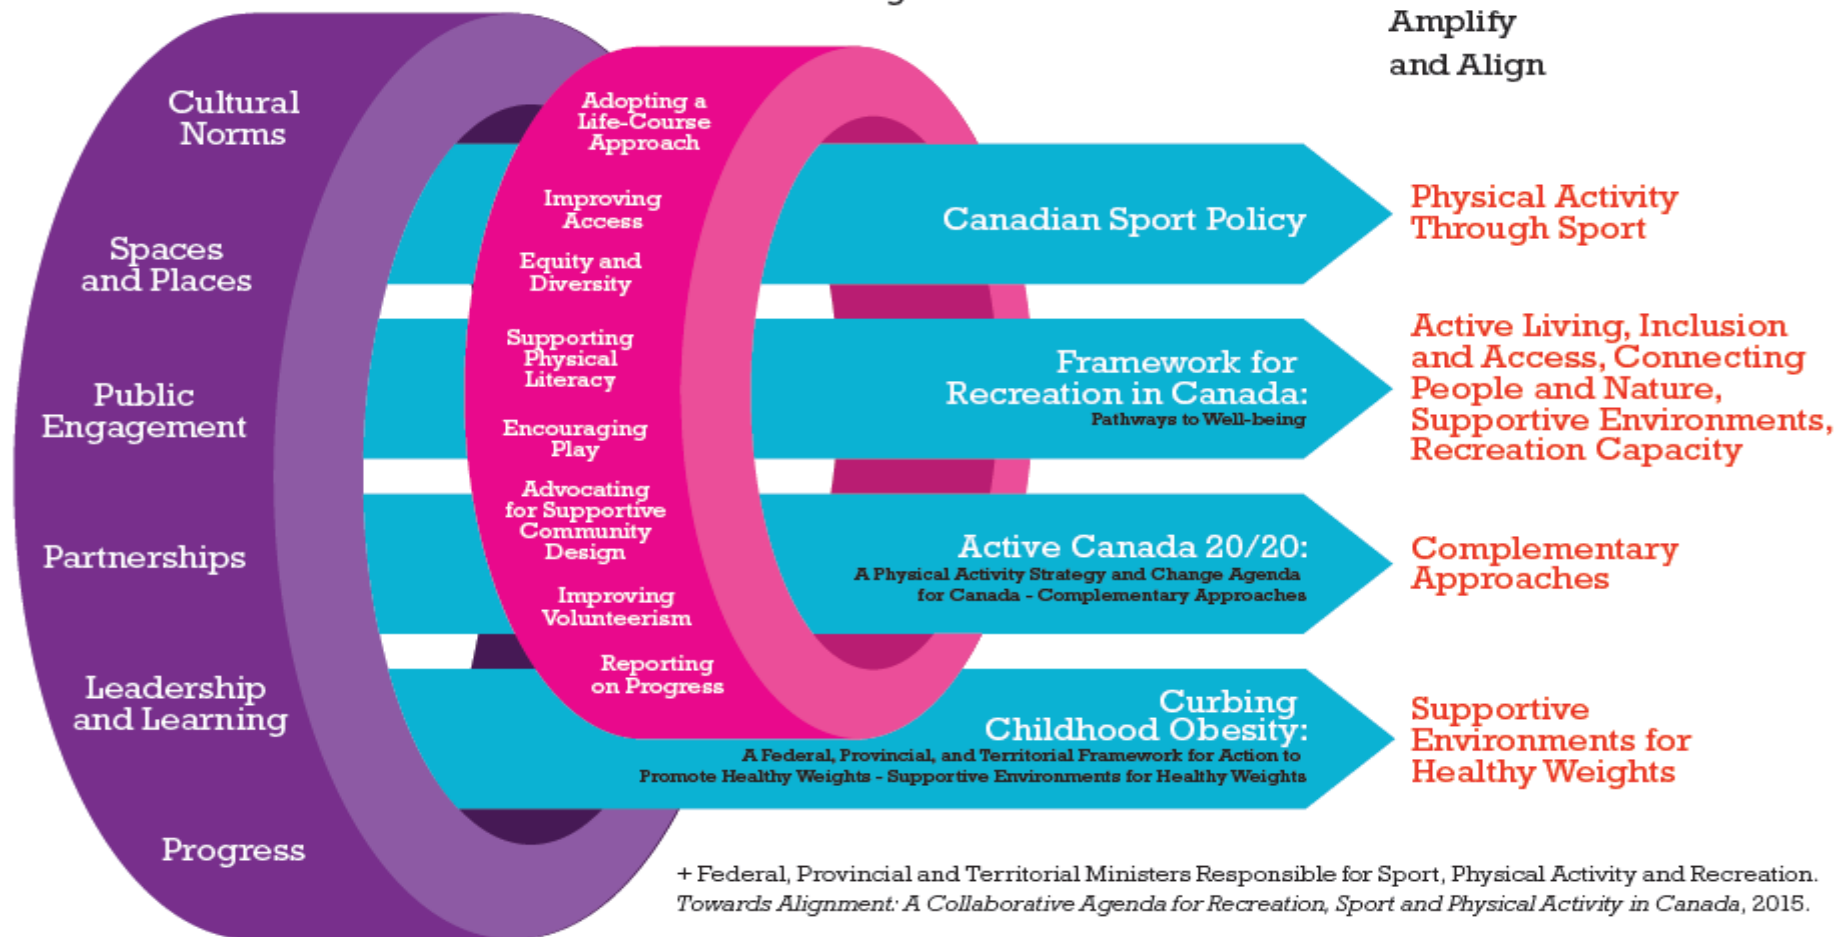 Amplify
and Align
Cultural
Norms
Spaces
and Places
Public
Engagement
Partnerships
Leadership
and Learning
Progress
Adopting a
Life-Course
Approach
Improving
Access
Equity and
Diversity
Supporting
Physical
Literacy
Encouraging
Play
Advocating
for Supportive
Community
Design
Improving
Volunteerism
Reporting
on Progress
Canadian Sport Policy
Framework for
Recreation in Canada:
Pathways to Well-being
Active Canada 20/20:
A Physical Activity Strategy and Change Agenda
for Canada - Complementary Approaches
Curbing
Childhood Obesity:
A Federal, Provincial, and Territorial Framework for Action to
Promote Healthy Weights - Supportive Environments for Healthy Weights
Physical Activity
Through Sport
Active Living, Inclusion
and Access, Connecting
People and Nature,
Supportive Environments,
Recreation Capacity
Complementary
Approaches
Supportive
Environments for
Healthy Weights
+ Federal, Provincial and Territorial Ministers Responsible for Sport, Physical Activity and Recreation.
Towards Alignment: A Collaborative Agenda for Recreation, Sport and Physical Activity in Canada, 2015.